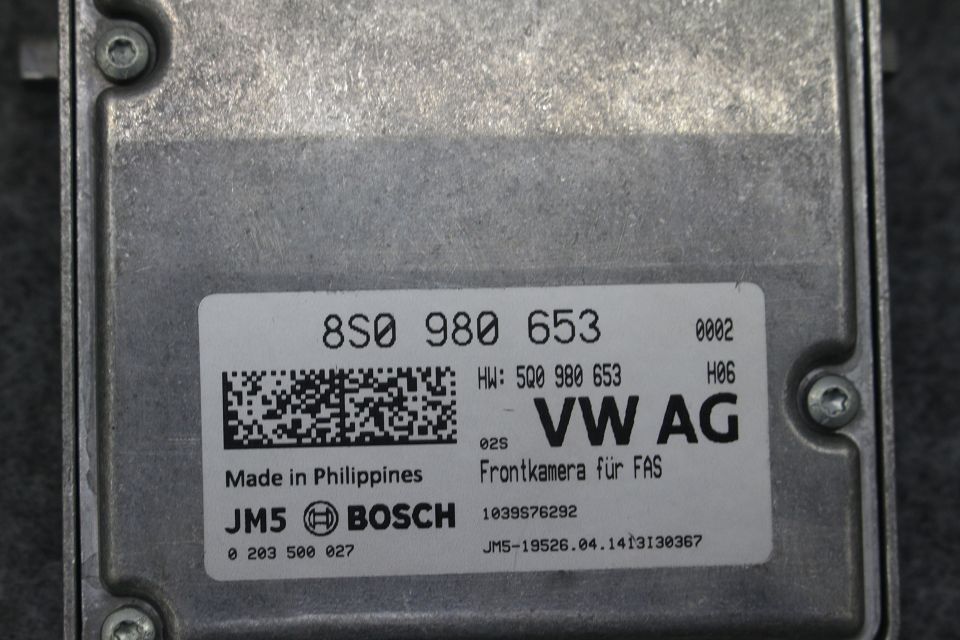 8S0 980 653 0002
HW: 5Q0 980 653 H06
02S VW AG
Made in Philippines
Frontkamera für FAS
JM5 BOSCH
1039S76292
0 203 500 027
JM5-19526.04.1413I30367